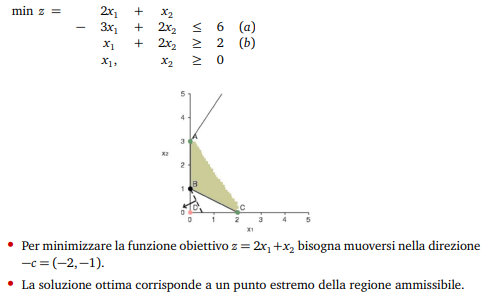 min z = 2x₁ + x₂
− 3x₁ + 2x₂ ≤ 6 (a)
x₁ + 2x₂ ≥ 2 (b)
x₁, x₂ ≥ 0
5
4
3 A
x2
2
1 B
0 D C
0 1 2 3 4 5
x1
• Per minimizzare la funzione obiettivo z = 2x₁+x₂ bisogna muoversi nella direzione
−c = (−2,−1).
• La soluzione ottima corrisponde a un punto estremo della regione ammissibile.